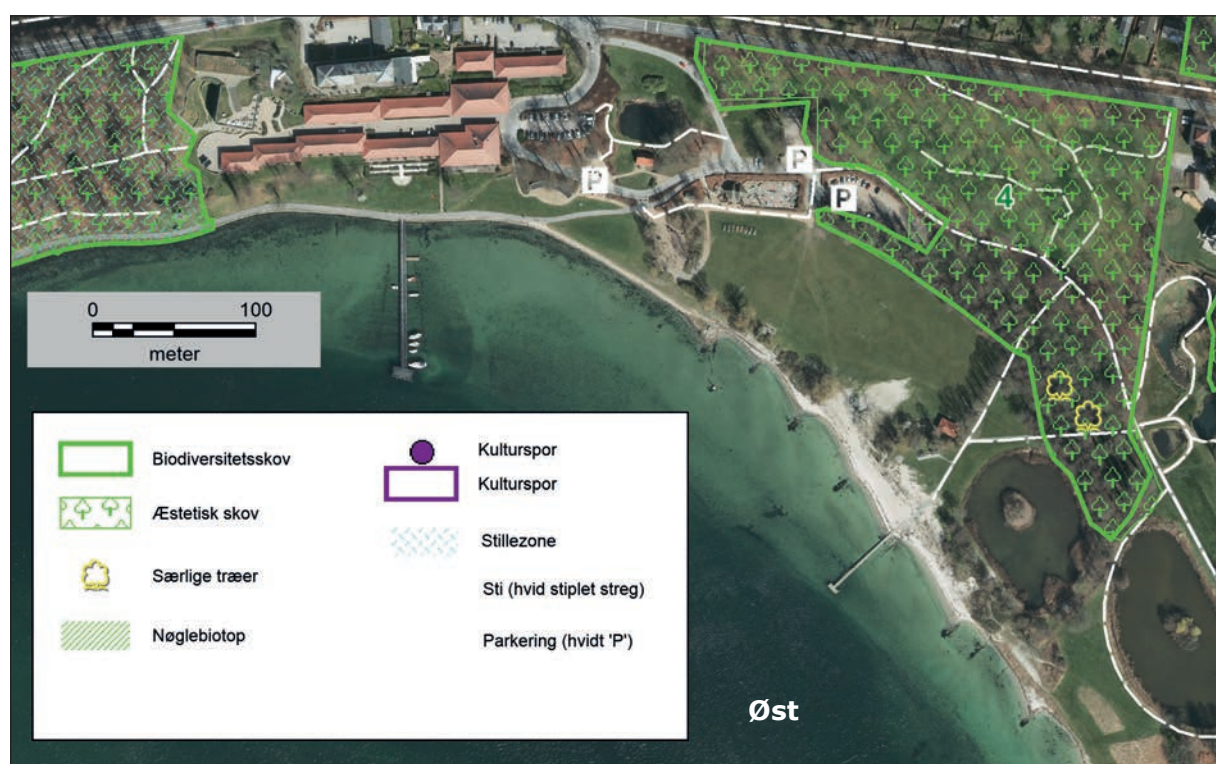 P
P
P
4
0 100
meter
Biodiversitetsskov
Æstetisk skov
Særlige træer
Nøglebiotop
Kulturspor
Kulturspor
Stillezone
Sti (hvid stiplet streg)
Parkering (hvidt 'P')
Øst